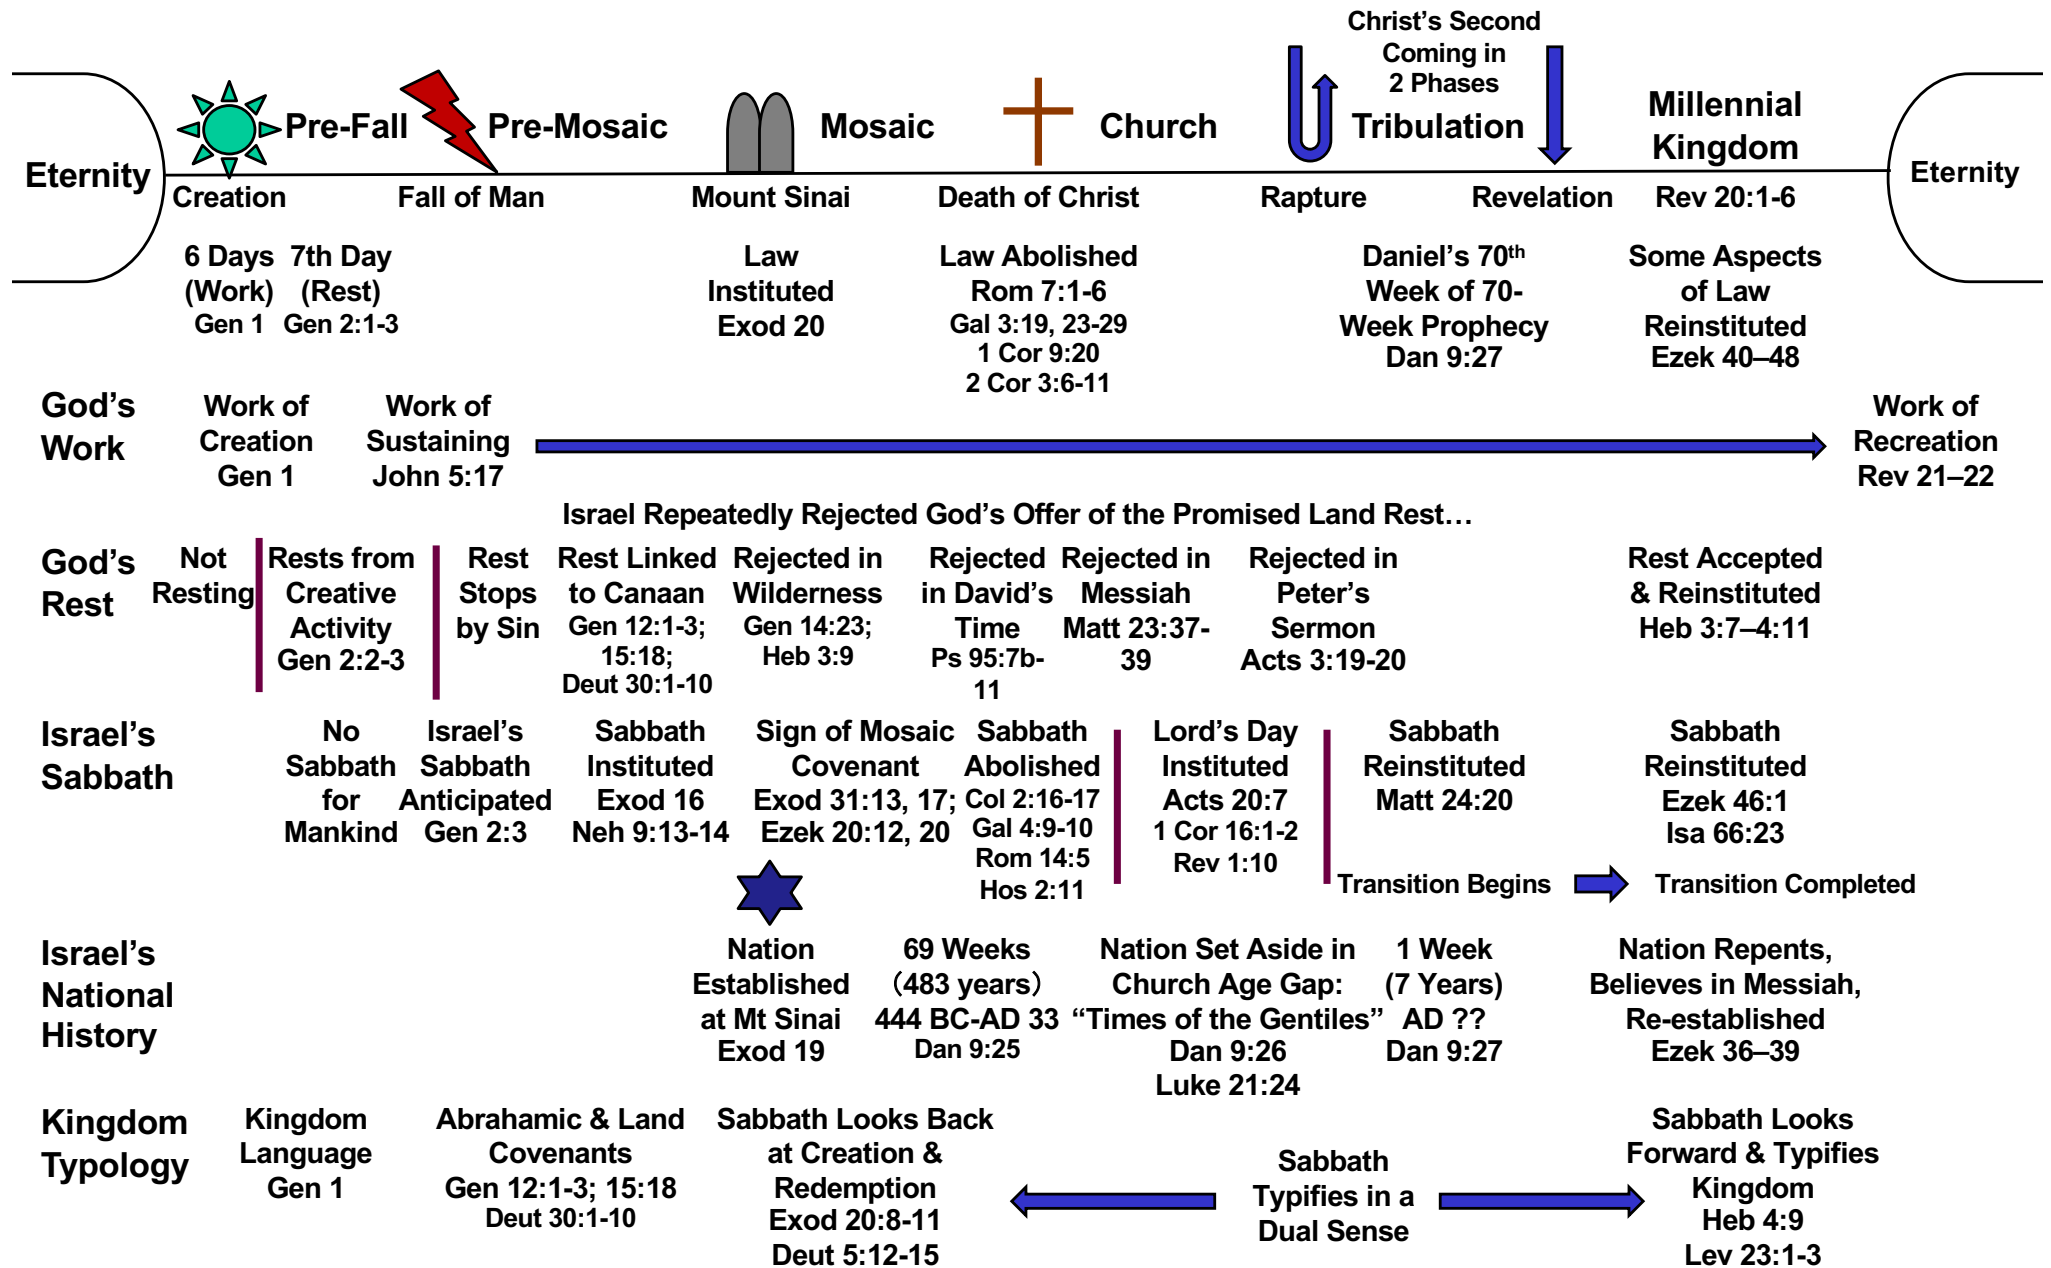 Christ’s Second
Coming in
2 Phases
Eternity
Pre-Fall
Pre-Mosaic
Mosaic
Church
Tribulation
Millennial
Kingdom
Eternity
Creation
Fall of Man
Mount Sinai
Death of Christ
Rapture
Revelation
Rev 20:1-6
6 Days
(Work)
Gen 1
7th Day
(Rest)
Gen 2:1-3
Law
Instituted
Exod 20
Law Abolished
Rom 7:1-6
Gal 3:19, 23-29
1 Cor 9:20
2 Cor 3:6-11
Daniel’s 70th
Week of 70-
Week Prophecy
Dan 9:27
Some Aspects
of Law
Reinstituted
Ezek 40–48
God’s
Work
Work of
Creation
Gen 1
Work of
Sustaining
John 5:17
Work of
Recreation
Rev 21–22
Israel Repeatedly Rejected God’s Offer of the Promised Land Rest…
God’s
Rest
Not
Resting
Rests from
Creative
Activity
Gen 2:2-3
Rest
Stops
by Sin
Rest Linked
to Canaan
Gen 12:1-3;
15:18;
Deut 30:1-10
Rejected in
Wilderness
Gen 14:23;
Heb 3:9
Rejected
in David’s
Time
Ps 95:7b-
11
Rejected in
Messiah
Matt 23:37-
39
Rejected in
Peter’s
Sermon
Acts 3:19-20
Rest Accepted
& Reinstituted
Heb 3:7–4:11
Israel’s
Sabbath
No
Sabbath
for
Mankind
Israel’s
Sabbath
Anticipated
Gen 2:3
Sabbath
Instituted
Exod 16
Neh 9:13-14
Sign of Mosaic
Covenant
Exod 31:13, 17;
Ezek 20:12, 20
Sabbath
Abolished
Col 2:16-17
Gal 4:9-10
Rom 14:5
Hos 2:11
Lord’s Day
Instituted
Acts 20:7
1 Cor 16:1-2
Rev 1:10
Sabbath
Reinstituted
Matt 24:20
Sabbath
Reinstituted
Ezek 46:1
Isa 66:23
Transition Begins
Transition Completed
Israel’s
National
History
Nation
Established
at Mt Sinai
Exod 19
69 Weeks
(483 years)
444 BC-AD 33
Dan 9:25
Nation Set Aside in
Church Age Gap:
“Times of the Gentiles”
Dan 9:26
Luke 21:24
1 Week
(7 Years)
AD ??
Dan 9:27
Nation Repents,
Believes in Messiah,
Re-established
Ezek 36–39
Kingdom
Typology
Kingdom
Language
Gen 1
Abrahamic & Land
Covenants
Gen 12:1-3; 15:18
Deut 30:1-10
Sabbath Looks Back
at Creation &
Redemption
Exod 20:8-11
Deut 5:12-15
Sabbath
Typifies in a
Dual Sense
Sabbath Looks
Forward & Typifies
Kingdom
Heb 4:9
Lev 23:1-3